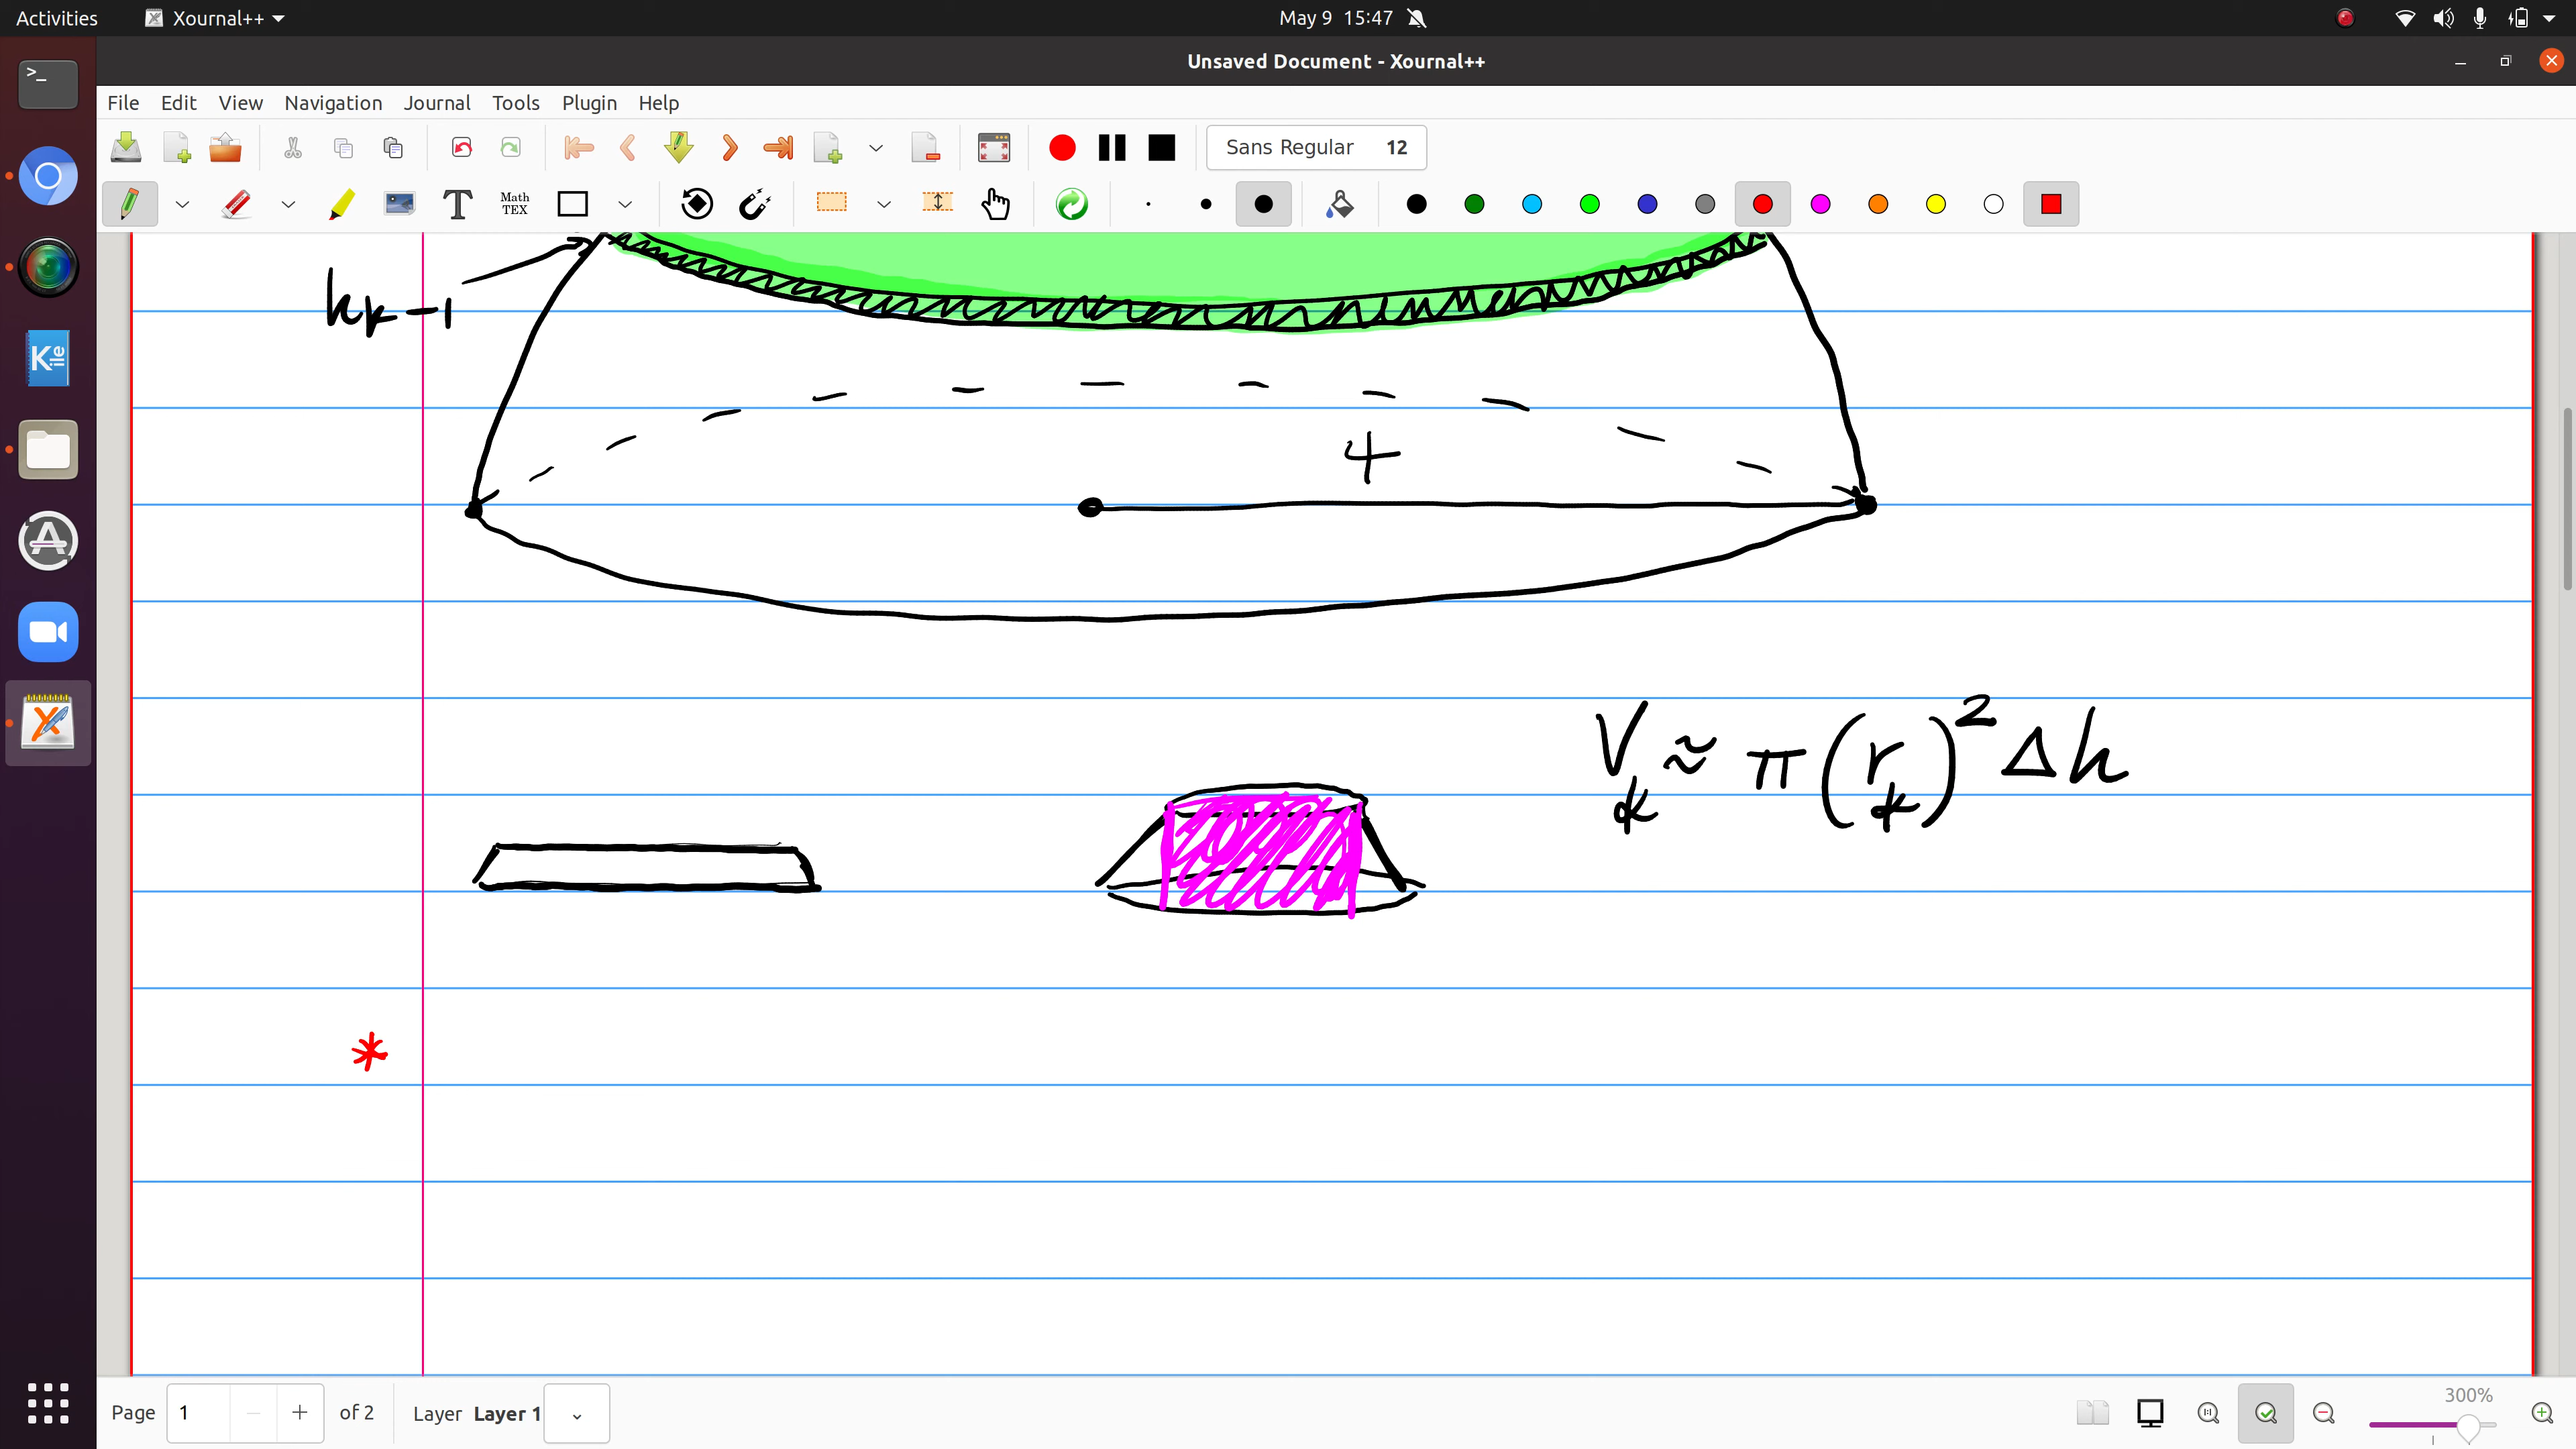 Activities Xournal++ May 9 15:47
Unsaved Document - Xournal++
File Edit View Navigation Journal Tools Plugin Help
Sans Regular 12
T Math TEX
h_{k-1}
4
V_k ≈ π(r_k)^2 Δh
*
Page 1 of 2 Layer Layer 1 300%
Kile